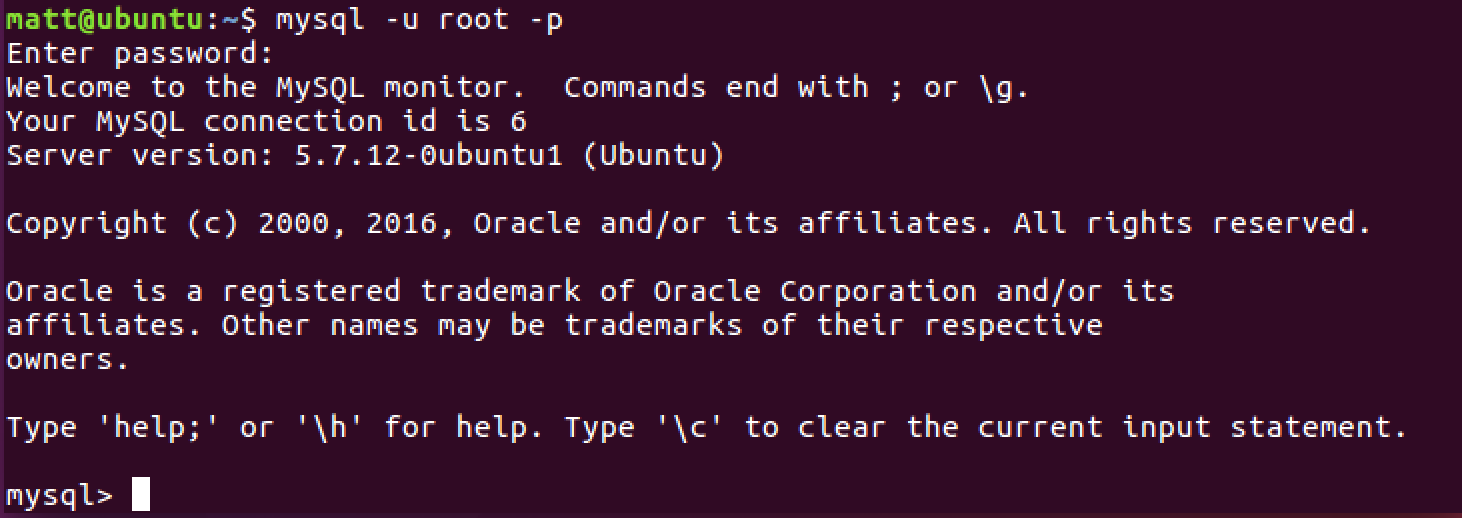 matt@ubuntu:~$ mysql -u root -p
Enter password:
Welcome to the MySQL monitor.  Commands end with ; or \g.
Your MySQL connection id is 6
Server version: 5.7.12-0ubuntu1 (Ubuntu)
Copyright (c) 2000, 2016, Oracle and/or its affiliates. All rights reserved.
Oracle is a registered trademark of Oracle Corporation and/or its
affiliates. Other names may be trademarks of their respective
owners.
Type 'help;' or '\h' for help. Type '\c' to clear the current input statement.
mysql>